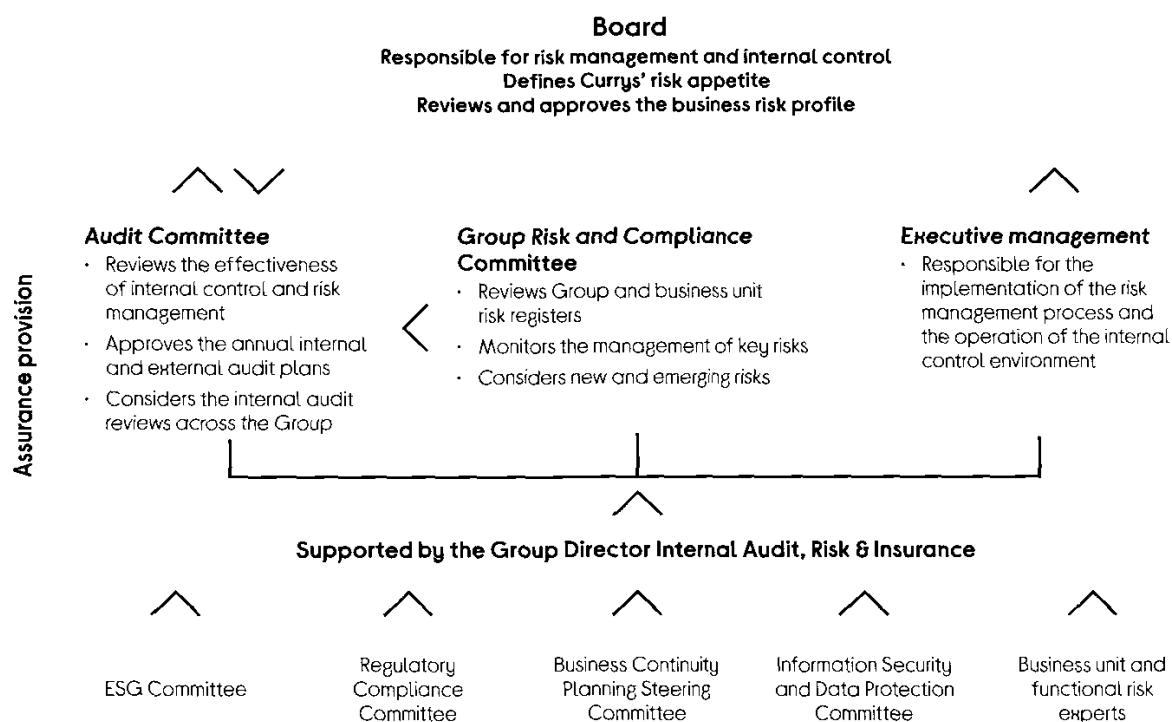 Board
Responsible for risk management and internal control
Defines Currys' risk appetite
Reviews and approves the business risk profile
Assurance provision
Audit Committee
· Reviews the effectiveness
of internal control and risk
management
· Approves the annual internal
and external audit plans
· Considers the internal audit
reviews across the Group
Group Risk and Compliance
Committee
· Reviews Group and business unit
risk registers
· Monitors the management of key risks
· Considers new and emerging risks
Executive management
· Responsible for the
implementation of the risk
management process and
the operation of the internal
control environment
Supported by the Group Director Internal Audit, Risk & Insurance
ESG Committee
Regulatory
Compliance
Committee
Business Continuity
Planning Steering
Committee
Information Security
and Data Protection
Committee
Business unit and
functional risk
experts